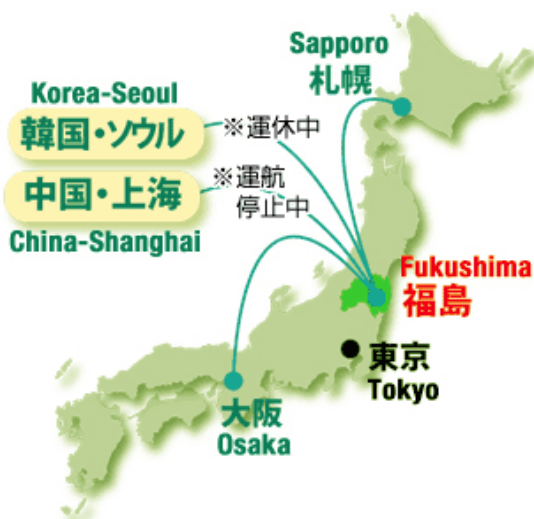 Sapporo
札幌
Korea-Seoul
韓国・ソウル
※運休中
中国・上海
※運航
停止中
China-Shanghai
Fukushima
福島
東京
Tokyo
大阪
Osaka